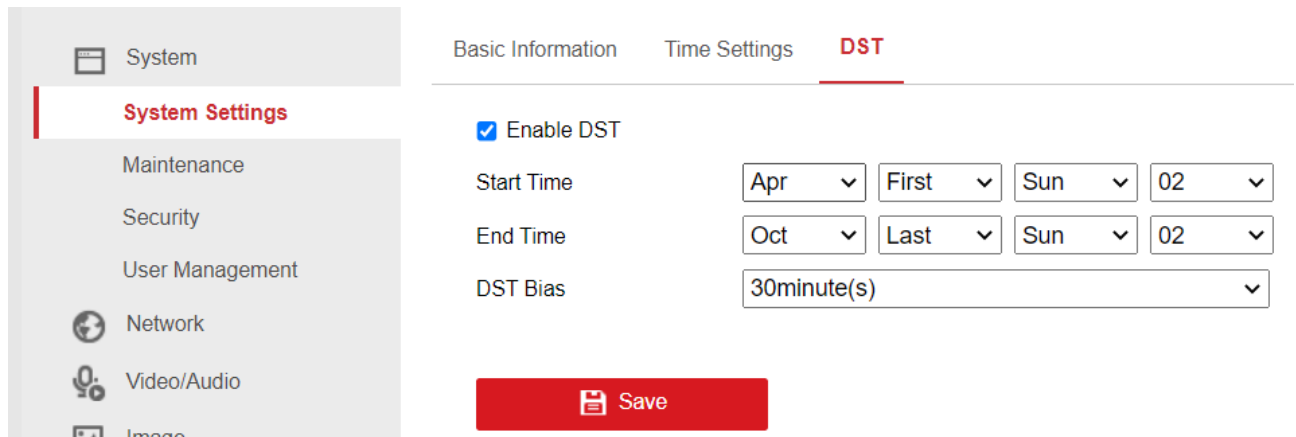 System
System Settings
Maintenance
Security
User Management
Network
Video/Audio
Image
Basic Information Time Settings DST
Enable DST
Start Time Apr First Sun 02
End Time Oct Last Sun 02
DST Bias 30minute(s)
Save